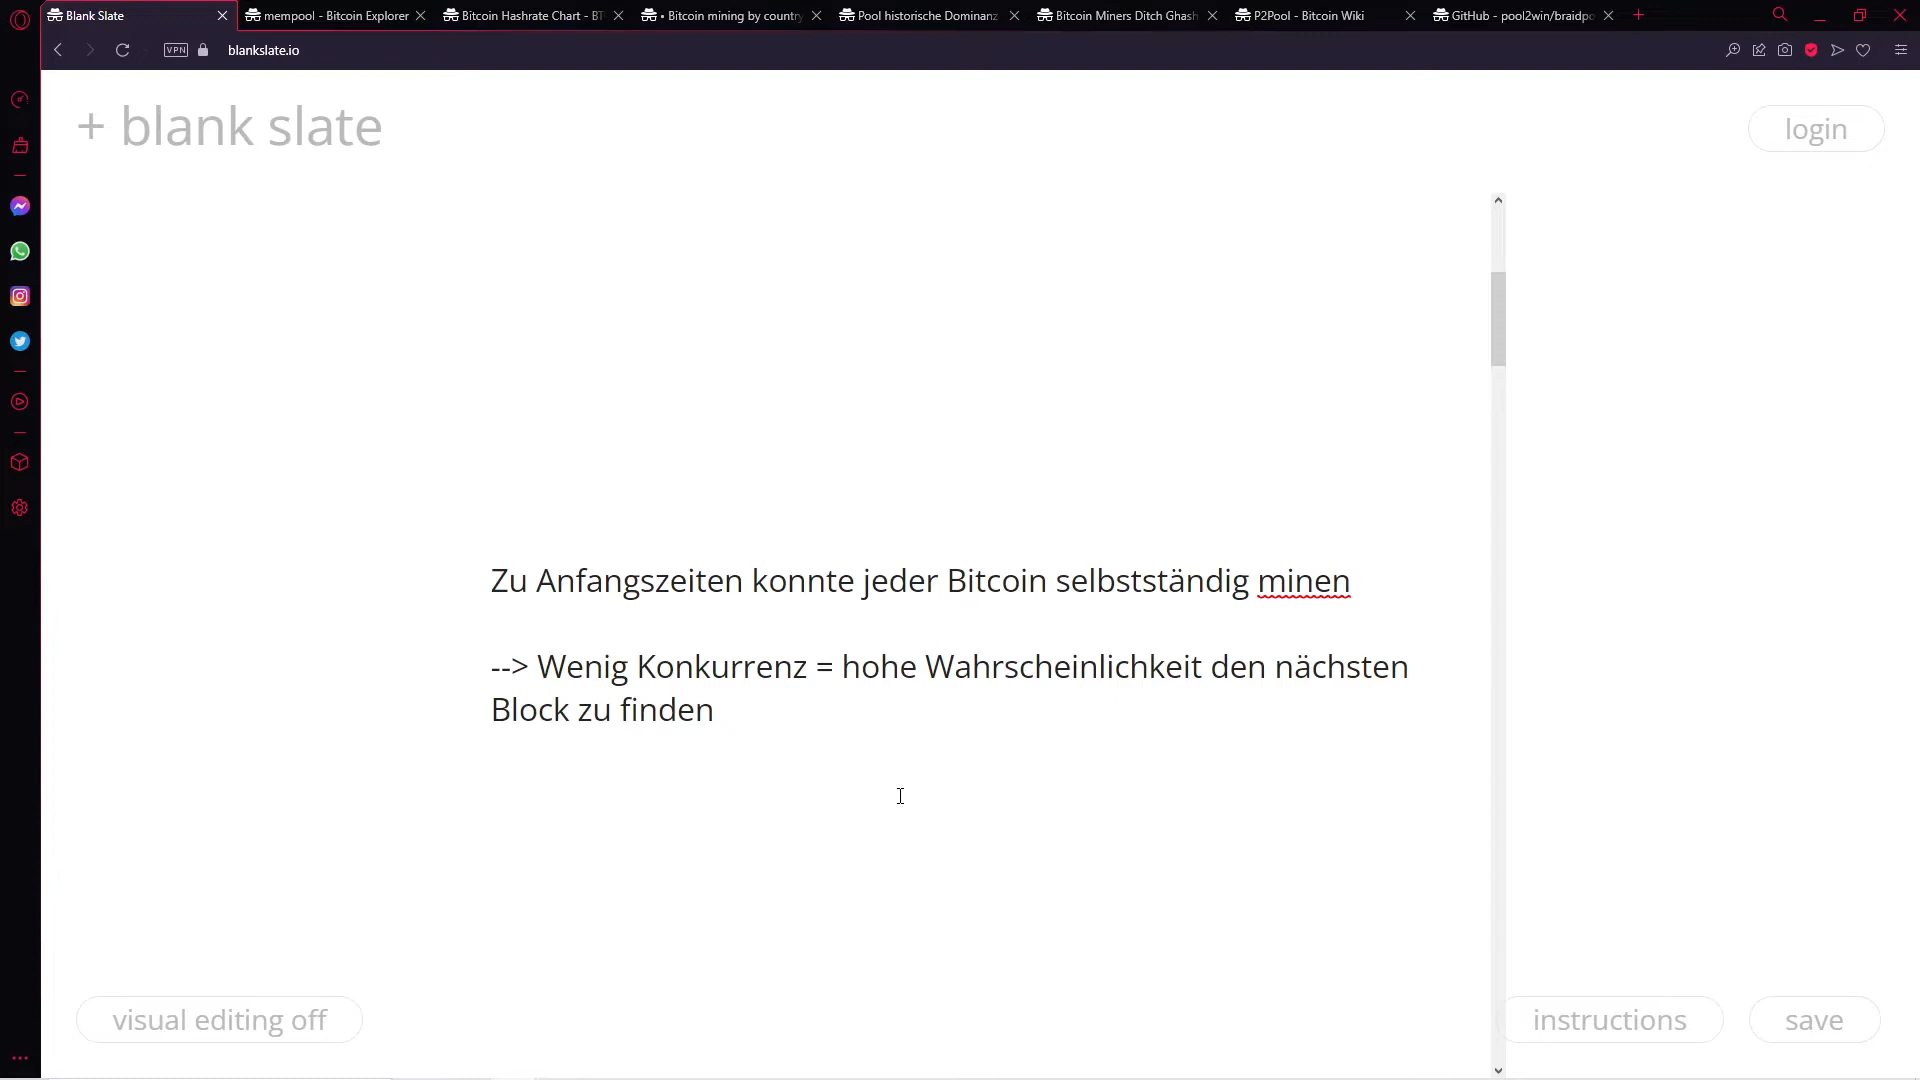 Blank Slate
mempool - Bitcoin Explorer
Bitcoin Hashrate Chart - BT
• Bitcoin mining by country
Pool historische Dominanz
Bitcoin Miners Ditch Ghash
P2Pool - Bitcoin Wiki
GitHub - pool2win/braidpo
VPN
blankslate.io
+ blank slate
login
Zu Anfangszeiten konnte jeder Bitcoin selbstständig minen
--> Wenig Konkurrenz = hohe Wahrscheinlichkeit den nächsten
Block zu finden
visual editing off
instructions
save